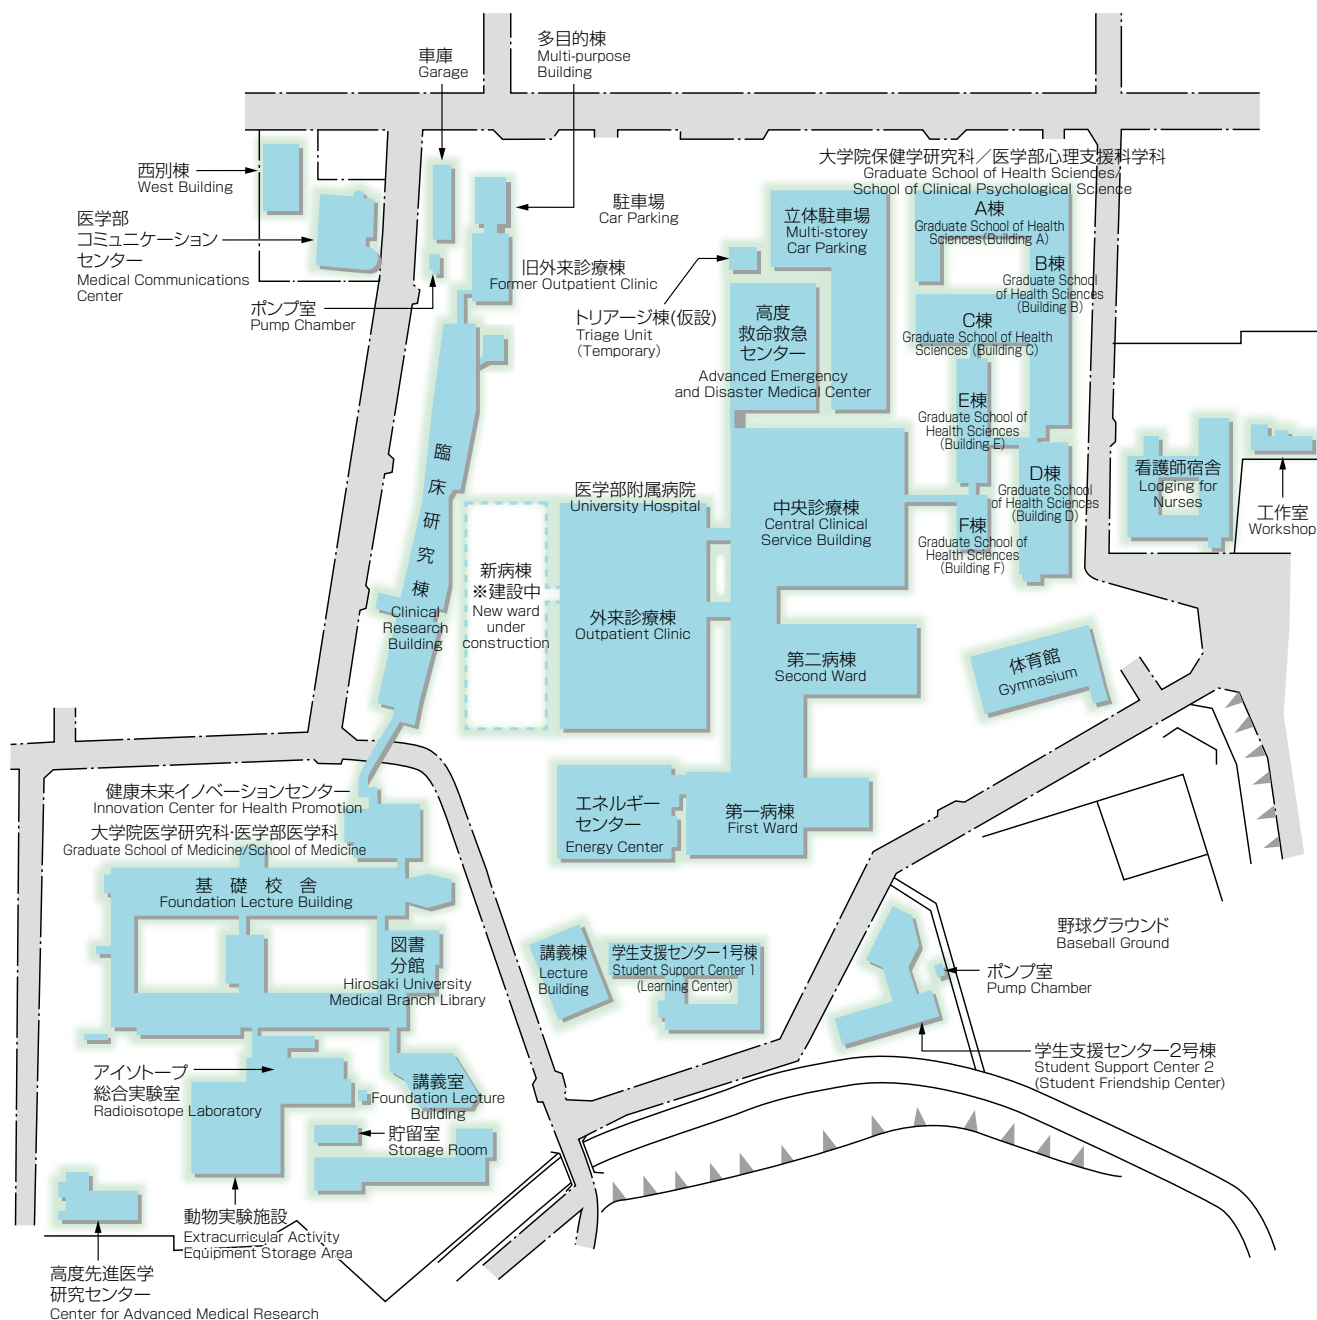 多目的棟
Multi-purpose
Building
車庫
Garage
西別棟
West Building
医学部
コミュニケーション
センター
Medical Communications
Center
ポンプ室
Pump Chamber
駐車場
Car Parking
旧外来診療棟
Former Outpatient Clinic
トリアージ棟(仮設)
Triage Unit
(Temporary)
立体駐車場
Multi-storey
Car Parking
高度
救命救急
センター
Advanced Emergency
and Disaster Medical Center
大学院保健学研究科／医学部心理支援科学科
Graduate School of Health Sciences/
School of Clinical Psychological Science
A棟
Graduate School of Health
Sciences(Building A)
B棟
Graduate School
of Health Sciences
(Building B)
C棟
Graduate School of Health
Sciences (Building C)
E棟
Graduate School of
Health Sciences
(Building E)
D棟
Graduate School
of Health Sciences
(Building D)
F棟
Graduate School of
Health Sciences
(Building F)
看護師宿舎
Lodging for
Nurses
工作室
Workshop
臨床研究棟
Clinical
Research
Building
新病棟
※建設中
New ward
under
construction
医学部附属病院
University Hospital
外来診療棟
Outpatient Clinic
中央診療棟
Central Clinical
Service Building
第二病棟
Second Ward
体育館
Gymnasium
エネルギー
センター
Energy Center
第一病棟
First Ward
健康未来イノベーションセンター
Innovation Center for Health Promotion
大学院医学研究科･医学部医学科
Graduate School of Medicine/School of Medicine
基 礎 校 舎
Foundation Lecture Building
図書
分館
Hirosaki University
Medical Branch Library
講義棟
Lecture
Building
学生支援センター1号棟
Student Support Center 1
(Learning Center)
野球グラウンド
Baseball Ground
ポンプ室
Pump Chamber
学生支援センター2号棟
Student Support Center 2
(Student Friendship Center)
アイソトープ
総合実験室
Radioisotope Laboratory
講義室
Foundation Lecture
Building
貯留室
Storage Room
動物実験施設
Extracurricular Activity
Equipment Storage Area
高度先進医学
研究センター
Center for Advanced Medical Research